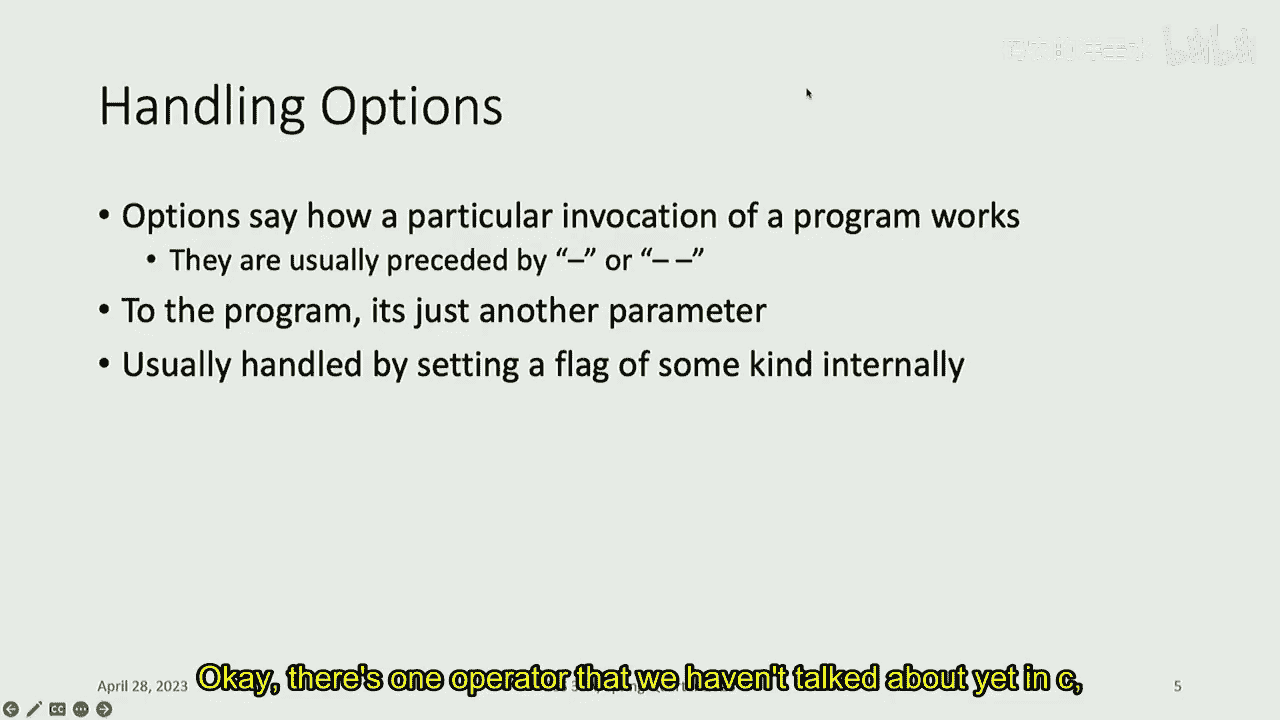 Handling Options
• Options say how a particular invocation of a program works
• They are usually preceded by “–” or “– –”
• To the program, its just another parameter
• Usually handled by setting a flag of some kind internally
Okay, there's one operator that we haven't talked about yet in c,
April 28, 2023
5